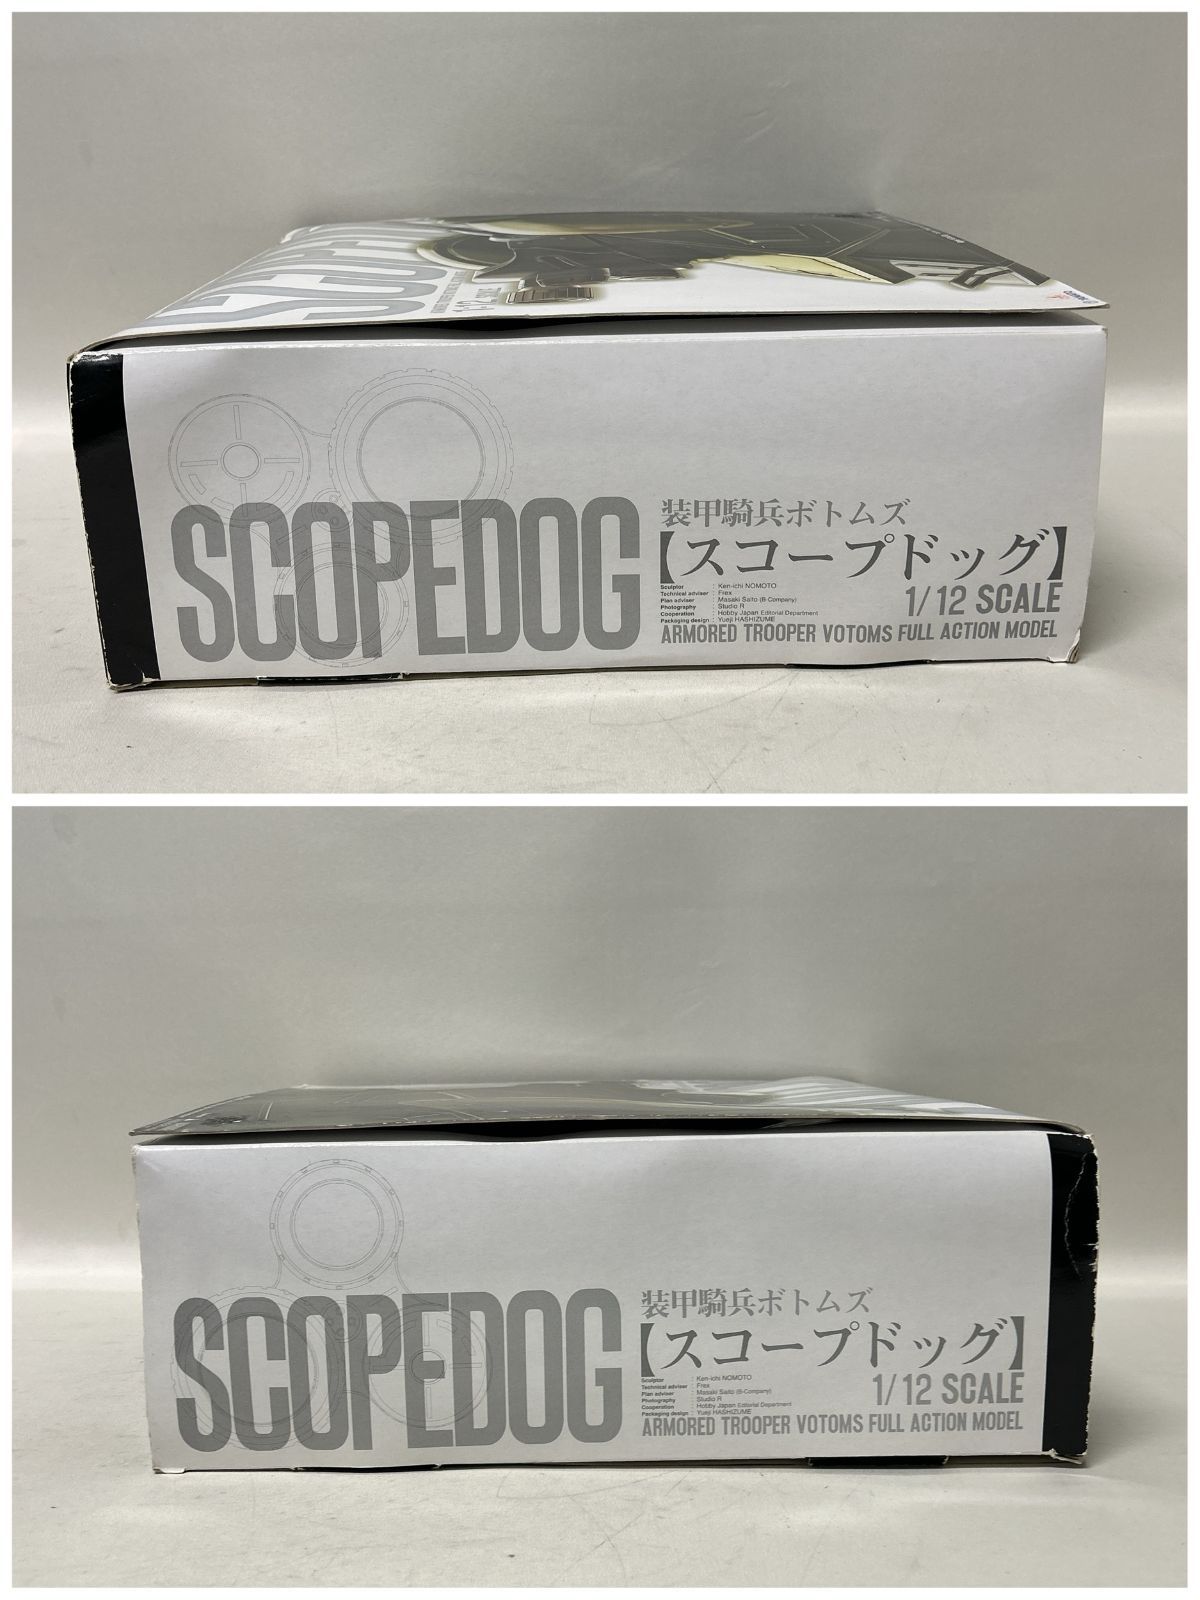 1/12 SCALE
SCOPEDOG
装甲騎兵ボトムズ
【スコープドッグ】
Sculptor : Ken-ichi NOMOTO
Technical adviser : Frex
Plan adviser : Masaki Saito (B-Company)
Photography : Studio R
Cooperation : Hobby Japan Editorial Department
Packaging design : Yueji HASHIZUME
1/12 SCALE
ARMORED TROOPER VOTOMS FULL ACTION MODEL
SCOPEDOG
装甲騎兵ボトムズ
【スコープドッグ】
Sculptor : Ken-ichi NOMOTO
Technical adviser : Frex
Plan adviser : Masaki Saito (B-Company)
Photography : Studio R
Cooperation : Hobby Japan Editorial Department
Packaging design : Yueji HASHIZUME
1/12 SCALE
ARMORED TROOPER VOTOMS FULL ACTION MODEL